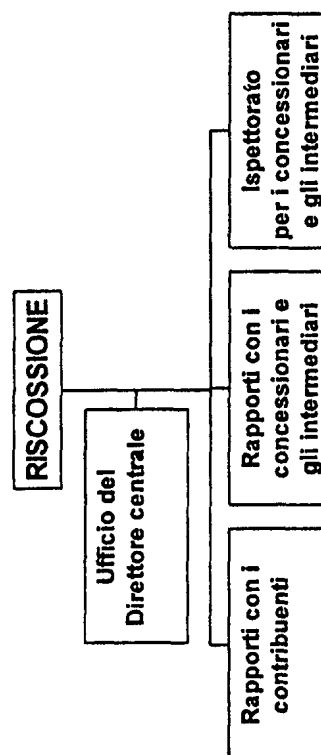 RISCOSSIONE
Ufficio del
Direttore centrale
Rapporti con i
contribuenti
Rapporti con i
concessionari e
gli intermediari
Ispettorato
per i concessionari
e gli intermediari